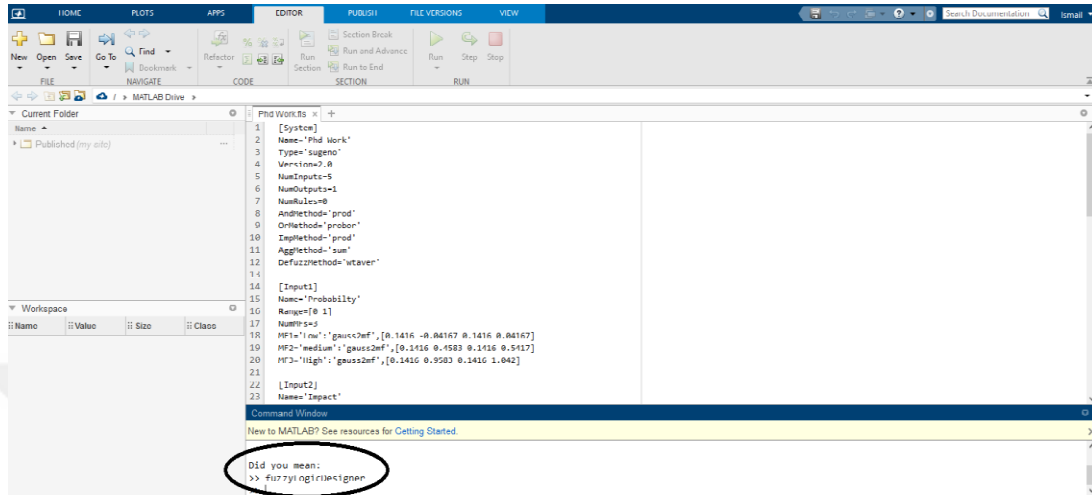 HOME PLOTS APPS EDITOR PUBLISH FILE VERSIONS VIEW Search Documentation Ismail
New Open Save Go To Find Bookmark Refactor Run Section Section Break Run and Advance Run to End Run Step Stop
FILE NAVIGATE CODE SECTION RUN
/ > MATLAB Drive >
Current Folder
Name
Published (my site)
Workspace
Name Value Size Class
Phd Work.fis × +
1 [System]
2 Name='Phd Work'
3 Type='sugeno'
4 Version=2.0
5 NumInputs=5
6 NumOutputs=1
7 NumRules=0
8 AndMethod='prod'
9 OrMethod='probor'
10 ImpMethod='prod'
11 AggMethod='sum'
12 DefuzzMethod='wtaver'
13
14 [Input1]
15 Name='Probobilty'
16 Range=[0 1]
17 NumMFs=3
18 MF1='Low':'gauss2mf',[0.1416 -0.04167 0.1416 0.04167]
19 MF2='medium':'gauss2mf',[0.1416 0.4583 0.1416 0.5417]
20 MF3='High':'gauss2mf',[0.1416 0.9583 0.1416 1.042]
21
22 [Input2]
23 Name='Impact'
Command Window
New to MATLAB? See resources for Getting Started.
Did you mean:
>> fuzzyLogicDesigner
>>